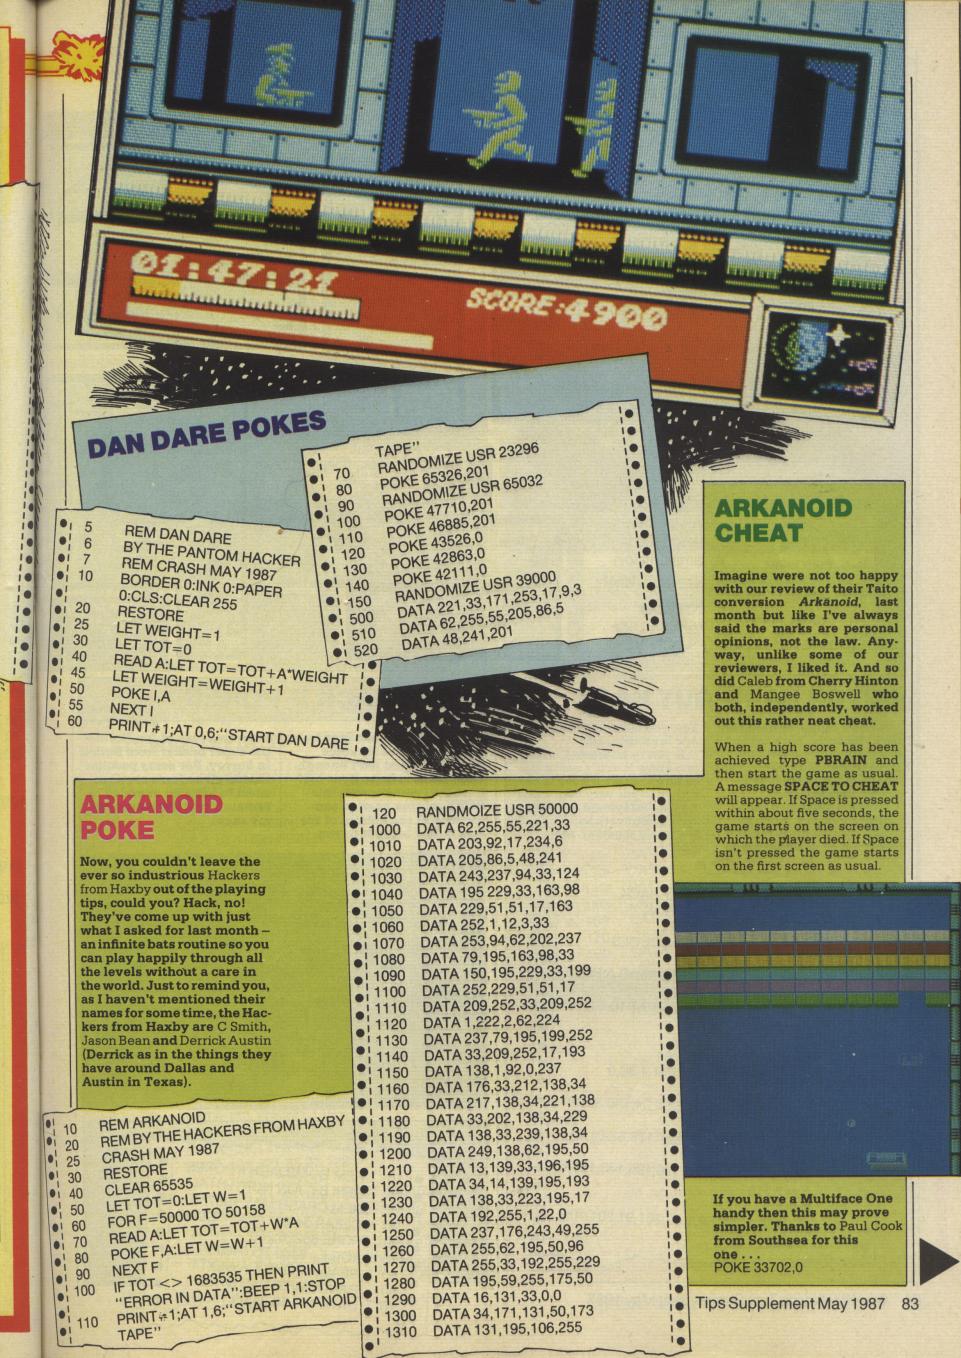 01:47:21
SCORE:4900
DAN DARE POKES
5 REM DAN DARE
6 BY THE PANTOM HACKER
7 REM CRASH MAY 1987
10 BORDER 0:INK 0:PAPER
0:CLS:CLEAR 255
20 RESTORE
25 LET WEIGHT=1
30 LET TOT=0
40 READ A:LET TOT=TOT+A*WEIGHT
45 LET WEIGHT=WEIGHT+1
50 POKE I,A
55 NEXT I
60 PRINT#1;AT 0,6;"START DAN DARE
TAPE"
70 RANDOMIZE USR 23296
80 POKE 65326,201
90 RANDOMIZE USR 65032
100 POKE 47710,201
110 POKE 46885,201
120 POKE 43526,0
130 POKE 42863,0
140 POKE 42111,0
150 RANDOMIZE USR 39000
500 DATA 221,33,171,253,17,9,3
510 DATA 62,255,55,205,86,5
520 DATA 48,241,201
ARKANOID
CHEAT
Imagine were not too happy
with our review of their Taito
conversion Arkanoid, last
month but like I've always
said the marks are personal
opinions, not the law. Any-
way, unlike some of our
reviewers, I liked it. And so
did Caleb from Cherry Hinton
and Mangee Boswell who
both, independently, worked
out this rather neat cheat.
When a high score has been
achieved type PBRAIN and
then start the game as usual.
A message SPACE TO CHEAT
will appear. If Space is pressed
within about five seconds, the
game starts on the screen on
which the player died. If Space
isn't pressed the game starts
on the first screen as usual.
ARKANOID
POKE
Now, you couldn't leave the
ever so industrious Hackers
from Haxby out of the playing
tips, could you? Hack, no!
They've come up with just
what I asked for last month –
an infinite bats routine so you
can play happily through all
the levels without a care in
the world. Just to remind you,
as I haven't mentioned their
names for some time, the Hac-
kers from Haxby are C Smith,
Jason Bean and Derrick Austin
(Derrick as in the things they
have around Dallas and
Austin in Texas).
10 REM ARKANOID
20 REM BY THE HACKERS FROM HAXBY
25 CRASH MAY 1987
30 RESTORE
40 CLEAR 65535
50 LET TOT=0:LET W=1
60 FOR F=50000 TO 50158
70 READ A:LET TOT=TOT+W*A
80 POKE F,A:LET W=W+1
90 NEXT F
100 IF TOT <> 1683535 THEN PRINT
"ERROR IN DATA":BEEP 1,1:STOP
110 PRINT#1;AT 1,6;"START ARKANOID
TAPE"
120 RANDMOIZE USR 50000
1000 DATA 62,255,55,221,33
1010 DATA 203,92,17,234,6
1020 DATA 205,86,5,48,241
1030 DATA 243,237,94,33,124
1040 DATA 195 229,33,163,98
1050 DATA 229,51,51,17,163
1060 DATA 252,1,12,3,33
1070 DATA 253,94,62,202,237
1080 DATA 79,195,163,98,33
1090 DATA 150,195,229,33,199
1100 DATA 252,229,51,51,17
1110 DATA 209,252,33,209,252
1120 DATA 1,222,2,62,224
1130 DATA 237,79,195,199,252
1140 DATA 33,209,252,17,193
1150 DATA 138,1,92,0,237
1160 DATA 176,33,212,138,34
1170 DATA 217,138,34,221,138
1180 DATA 33,202,138,34,229
1190 DATA 138,33,239,138,34
1200 DATA 249,138,62,195,50
1210 DATA 13,139,33,196,195
1220 DATA 34,14,139,195,193
1230 DATA 138,33,223,195,17
1240 DATA 192,255,1,22,0
1250 DATA 237,176,243,49,255
1260 DATA 255,62,195,50,96
1270 DATA 255,33,192,255,229
1280 DATA 195,59,255,175,50
1290 DATA 16,131,33,0,0
1300 DATA 34,171,131,50,173
1310 DATA 131,195,106,255
If you have a Multiface One
handy then this may prove
simpler. Thanks to Paul Cook
from Southsea for this
one . . .
POKE 33702,0
Tips Supplement May 1987 83